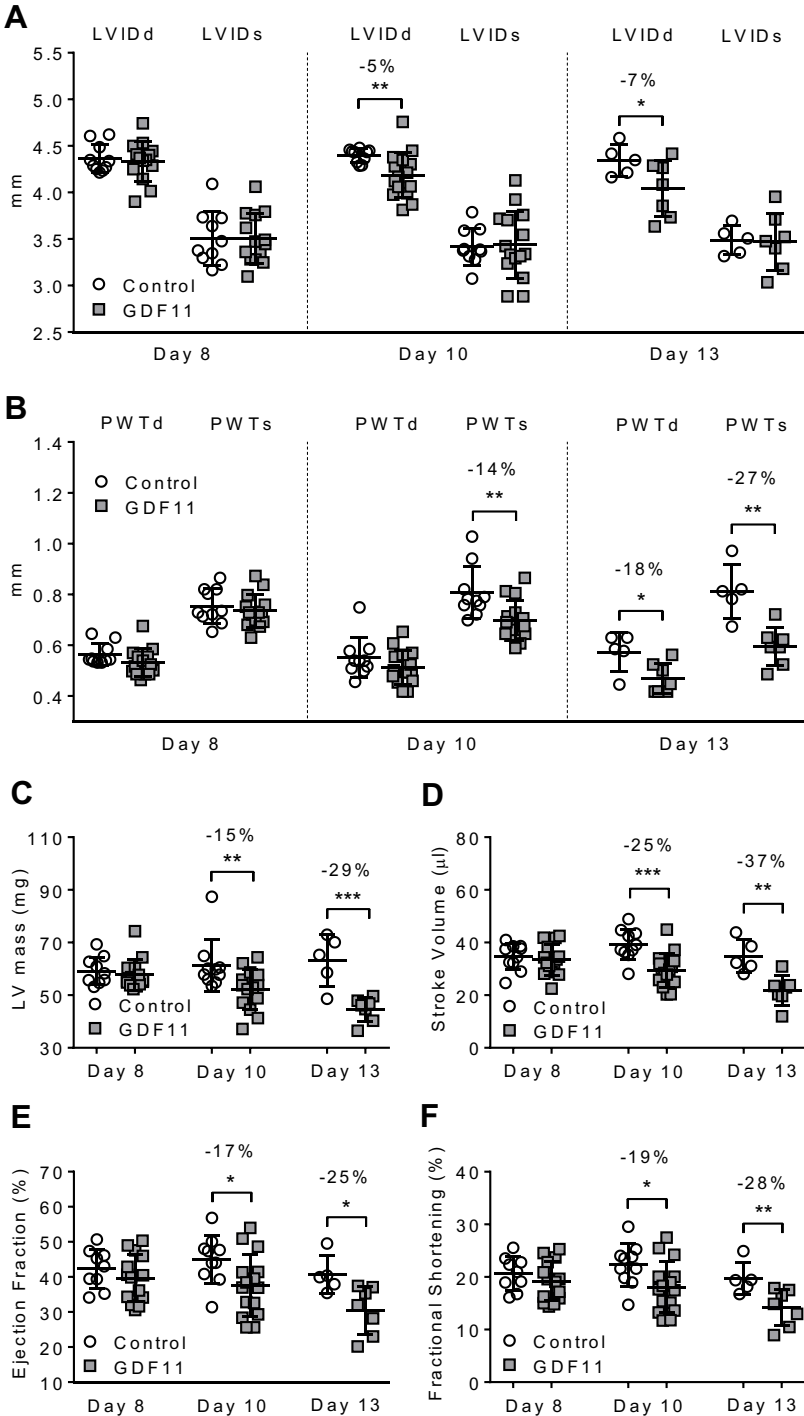 A
LVIDd LVIDs LVIDd LVIDs LVIDd LVIDs
-5% -7%
** *
5.5
5.0
4.5
4.0
3.5
3.0
2.5
mm
Control
GDF11
Day 8 Day 10 Day 13
B
PWTd PWTs PWTd PWTs PWTd PWTs
1.4
1.2
1.0
0.8
0.6
0.4
mm
Control
GDF11
-14% -27%
** **
-18%
*
Day 8 Day 10 Day 13
C
110
90
70
50
30
LV mass (mg)
-15% -29%
** ***
Control
GDF11
Day 8 Day 10 Day 13
D
80
60
40
20
0
Stroke Volume (µl)
-25% -37%
*** **
Control
GDF11
Day 8 Day 10 Day 13
E
70
60
50
40
30
20
10
Ejection Fraction (%)
-17% -25%
* *
Control
GDF11
Day 8 Day 10 Day 13
F
40
30
20
10
0
Fractional Shortening (%)
-19% -28%
* **
Control
GDF11
Day 8 Day 10 Day 13